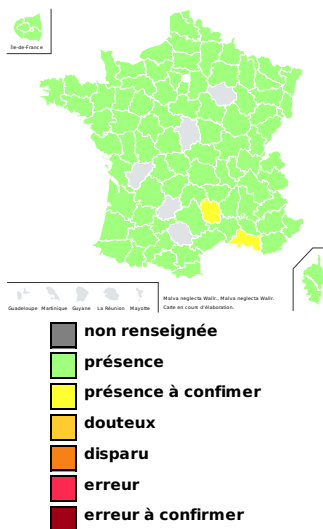 Île-de-France
Guadeloupe Martinique Guyane La Réunion Mayotte
Malva neglecta Wallr., Malva neglecta Wallr.
Carte en cours d'élaboration.
non renseignée
présence
présence à confimer
douteux
disparu
erreur
erreur à confirmer